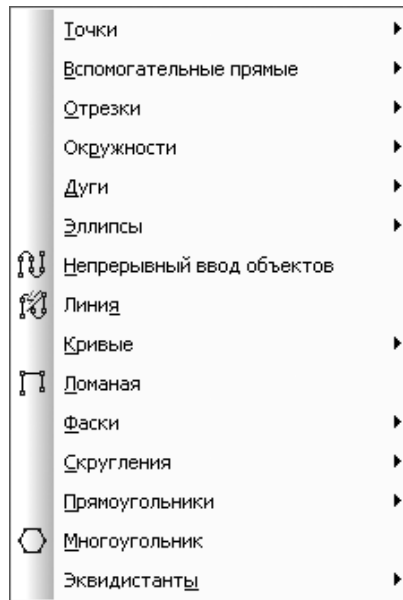 Точки
Вспомогательные прямые
Отрезки
Окружности
Дуги
Эллипсы
Непрерывный ввод объектов
Линия
Кривые
Ломаная
Фаски
Скругления
Прямоугольники
Многоугольник
Эквидистанты